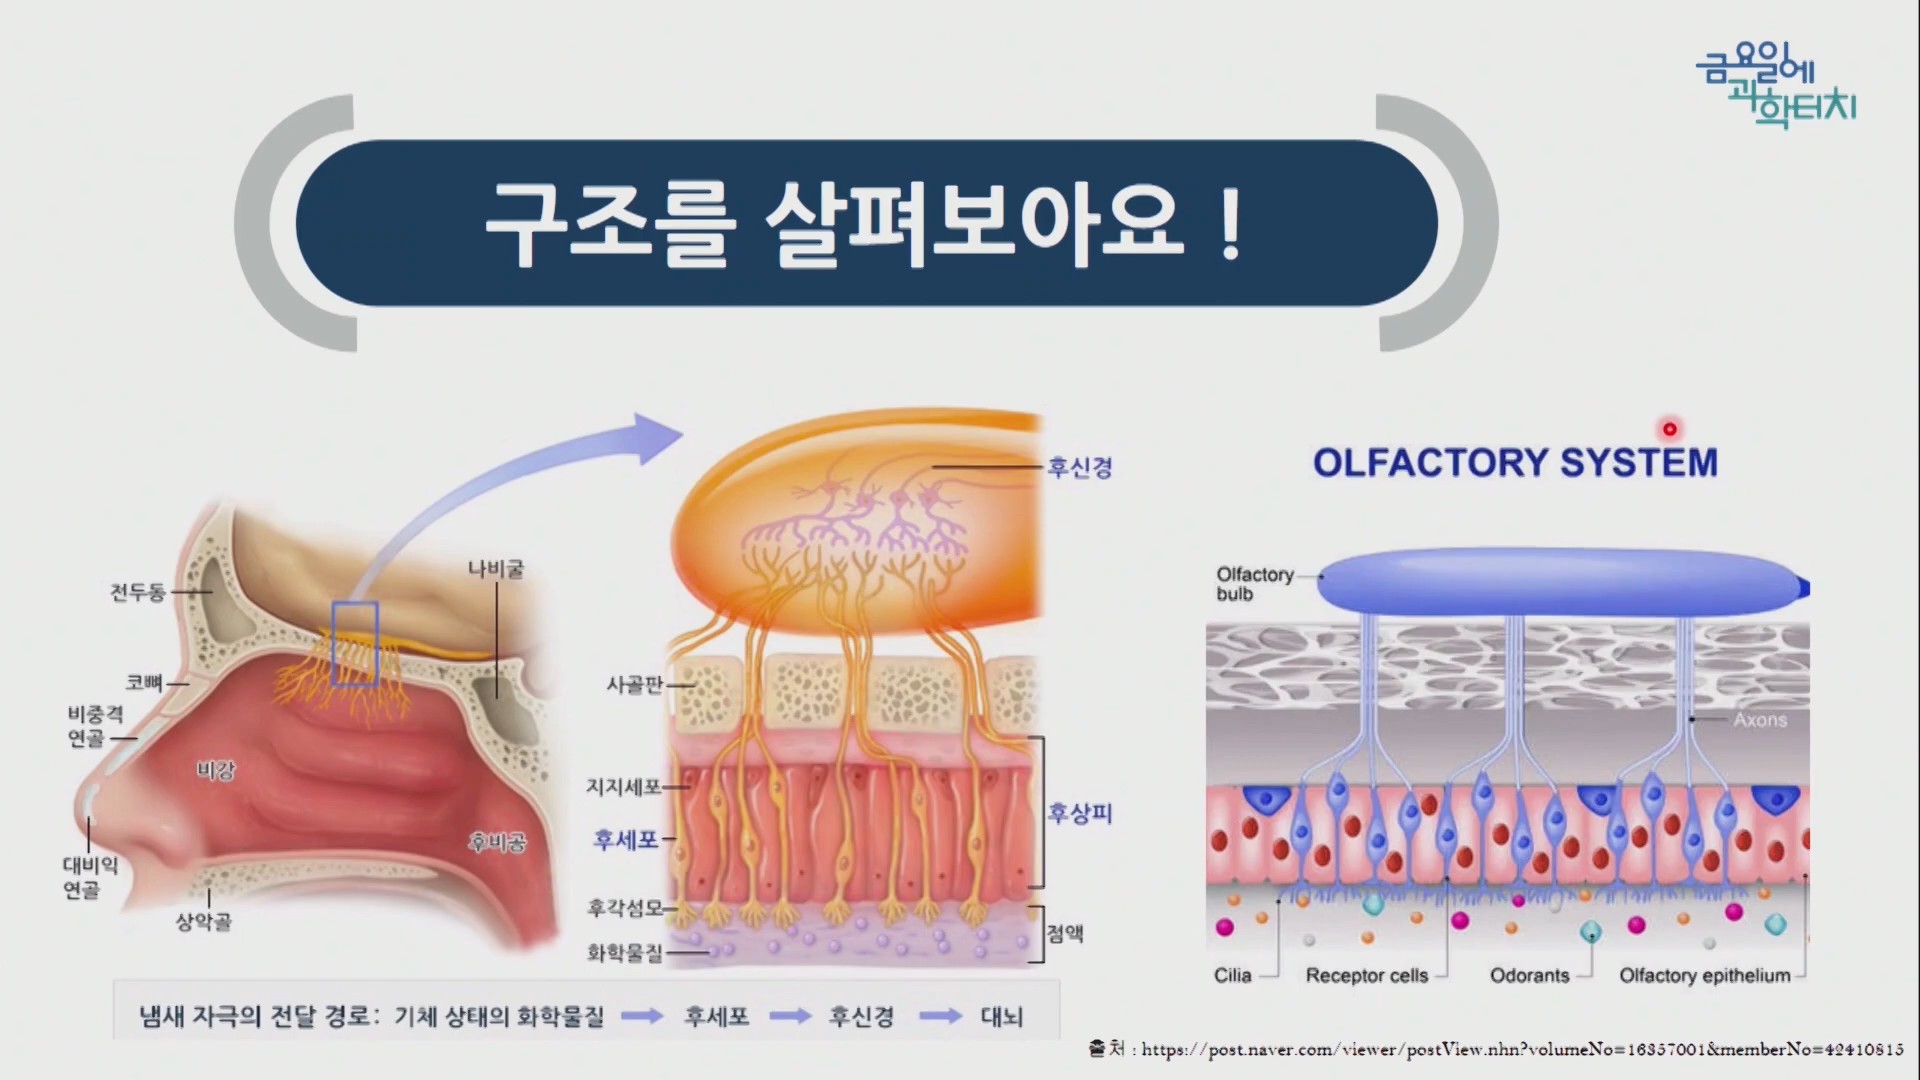 금요일에
과학터치
구조를 살펴보아요 !
전두동
나비굴
코뼈
비중격
연골
비강
후비공
대비익
연골
상악골
후신경
사골판
지지세포
후세포
후상피
후각섬모
점액
화학물질
냄새 자극의 전달 경로: 기체 상태의 화학물질 → 후세포 → 후신경 → 대뇌
OLFACTORY SYSTEM
Olfactory
bulb
Axons
Cilia
Receptor cells
Odorants
Olfactory epithelium
출처 : https://post.naver.com/viewer/postView.nhn?volumeNo=16357001&memberNo=42410815